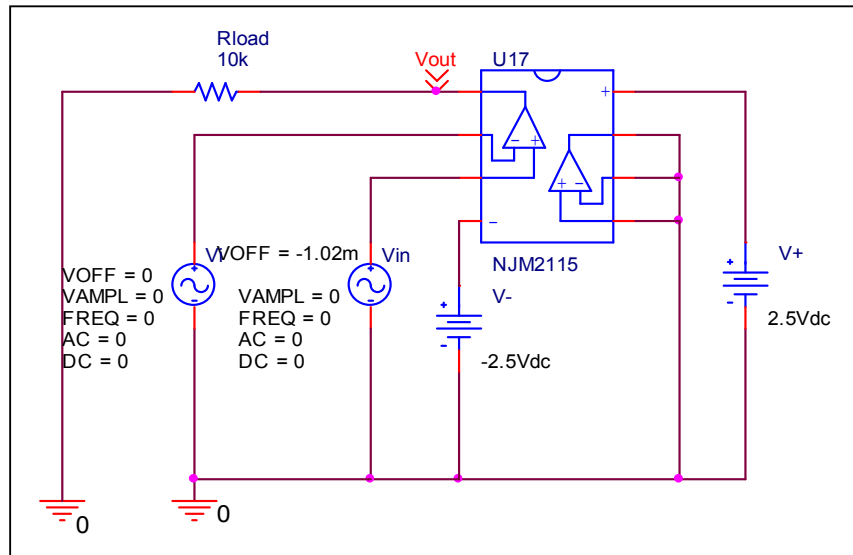 Rload
10k
Vout
U17
+
- +
+ -
-
NJM2115
VOFF = 0
VAMPL = 0
FREQ = 0
AC = 0
DC = 0
VOFF = -1.02m
Vin
VAMPL = 0
FREQ = 0
AC = 0
DC = 0
V-
+
-
-2.5Vdc
V+
+
-
2.5Vdc
0
0